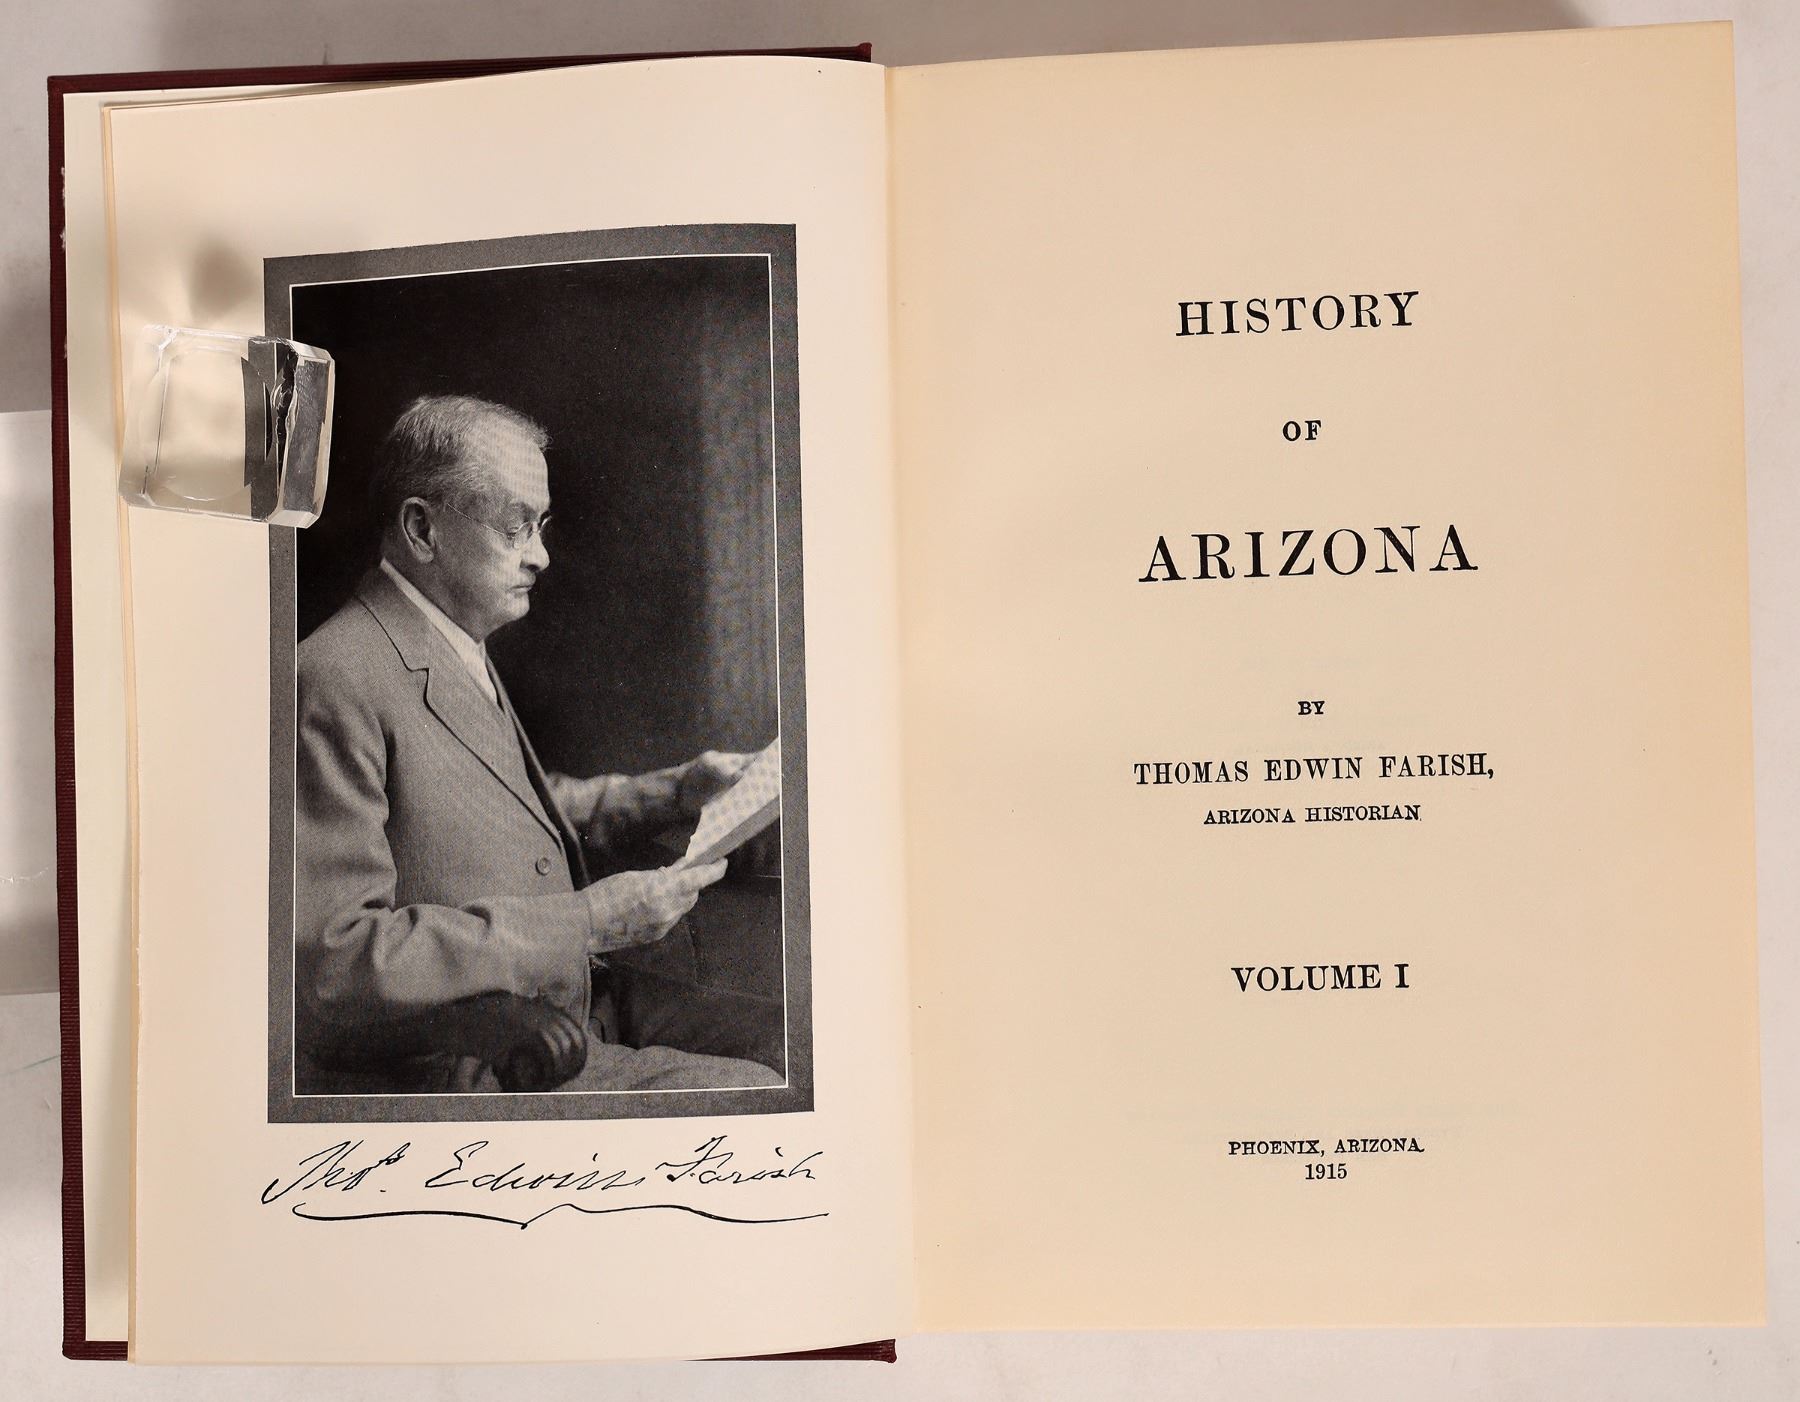 Thos. Edwin Farish
HISTORY
OF
ARIZONA
BY
THOMAS EDWIN FARISH,
ARIZONA HISTORIAN
VOLUME I
PHOENIX, ARIZONA
1915